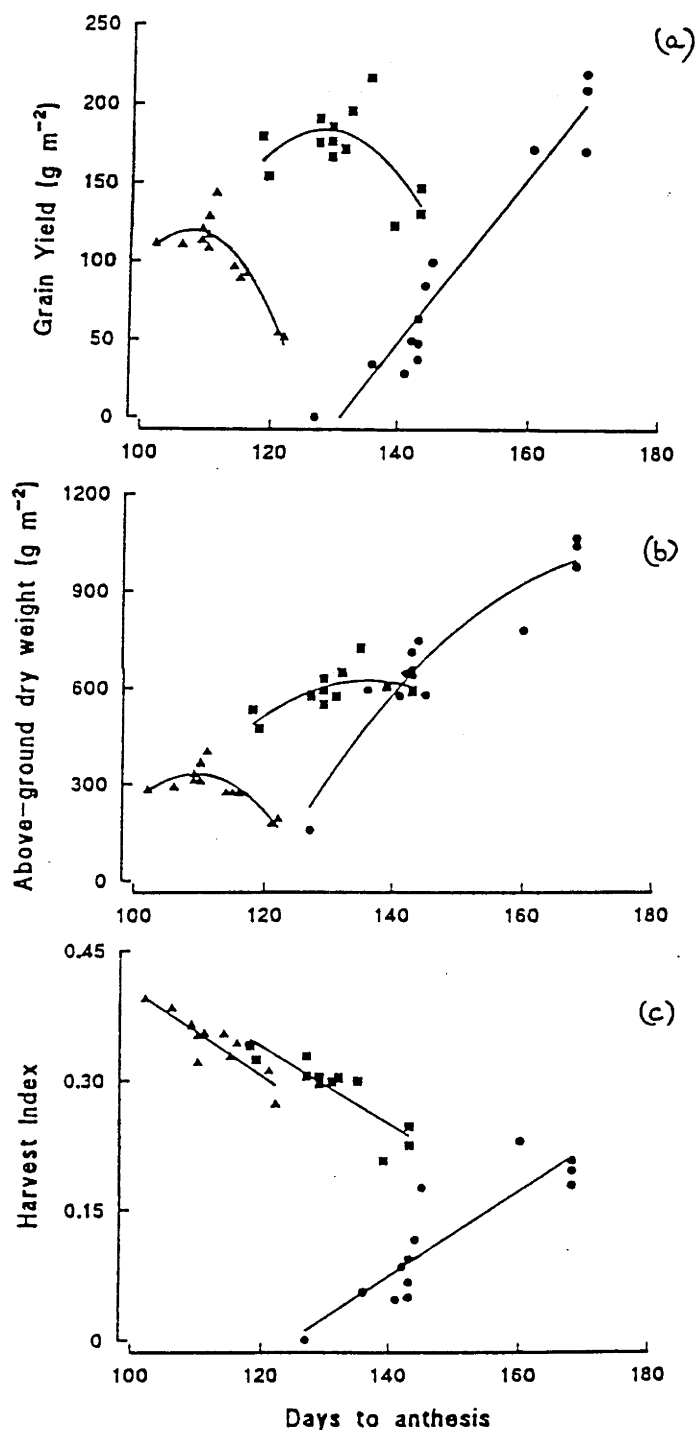 (a)
250
200
150
100
50
0
Grain Yield (g m⁻²)
100 120 140 160 180
(b)
1200
900
600
300
0
Above-ground dry weight (g m⁻²)
100 120 140 160 180
(c)
0.45
0.30
0.15
0
Harvest Index
100 120 140 160 180
Days to anthesis